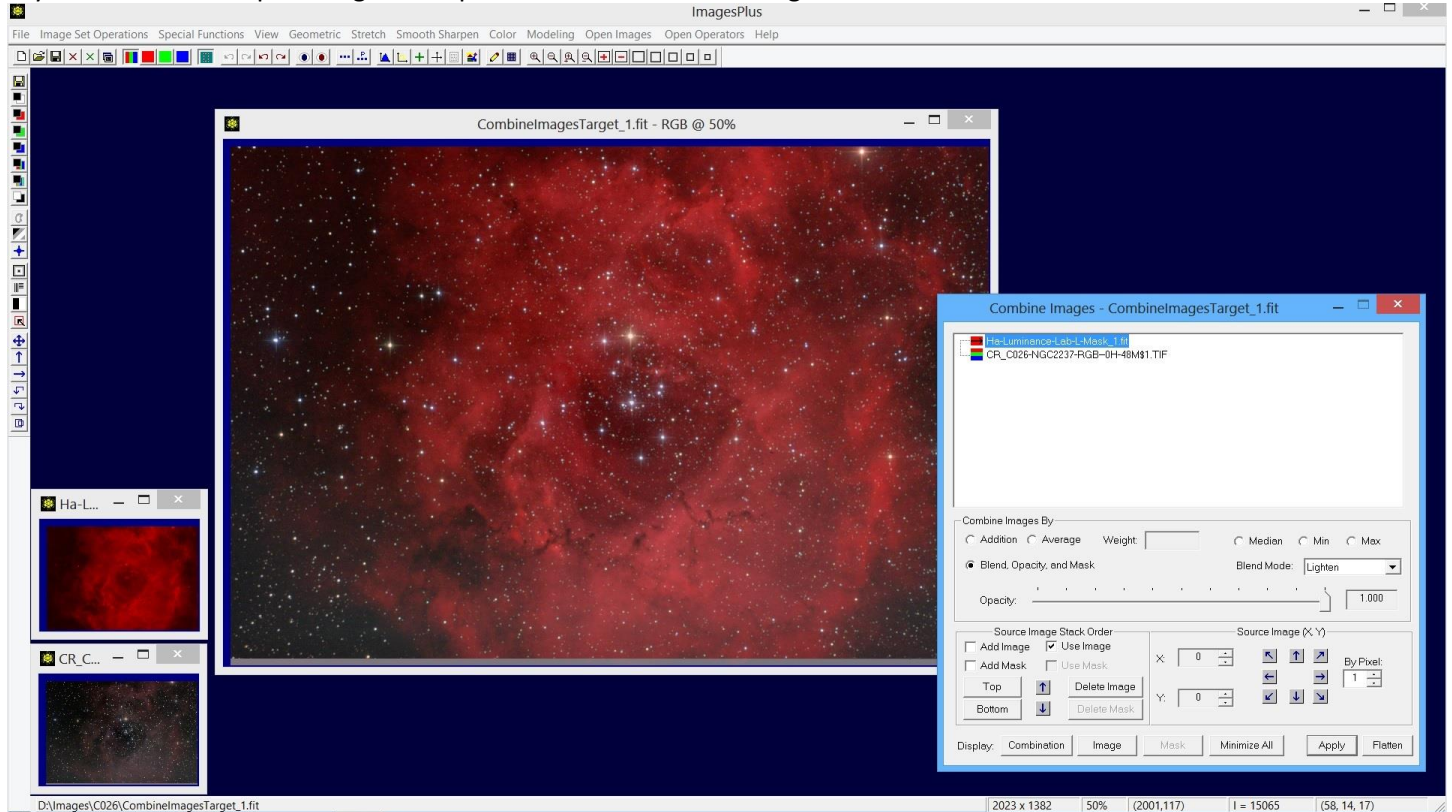 ImagesPlus
File Image Set Operations Special Functions View Geometric Stretch Smooth Sharpen Color Modeling Open Images Open Operators Help
CombineImagesTarget_1.fit - RGB @ 50%
Combine Images - CombineImagesTarget_1.fit
Ha-Luminance-Lab-L-Mask_1.fit
CR_C026-NGC2237-RGB--0H-48M$1.TIF
Combine Images By
Addition Average Weight: Median Min Max
Blend, Opacity, and Mask Blend Mode: Lighten
Opacity: 1.000
Source Image Stack Order Source Image (X, Y)
Add Image Use Image
Add Mask Use Mask
X: 0 By Pixel:
1
Top Delete Image
Bottom Delete Mask
Y: 0
Display: Combination Image Mask Minimize All Apply Flatten
Ha-L...
CR_C...
D:\Images\C026\CombineImagesTarget_1.fit 2023 x 1382 50% (2001,117) I = 15065 (58, 14, 17)